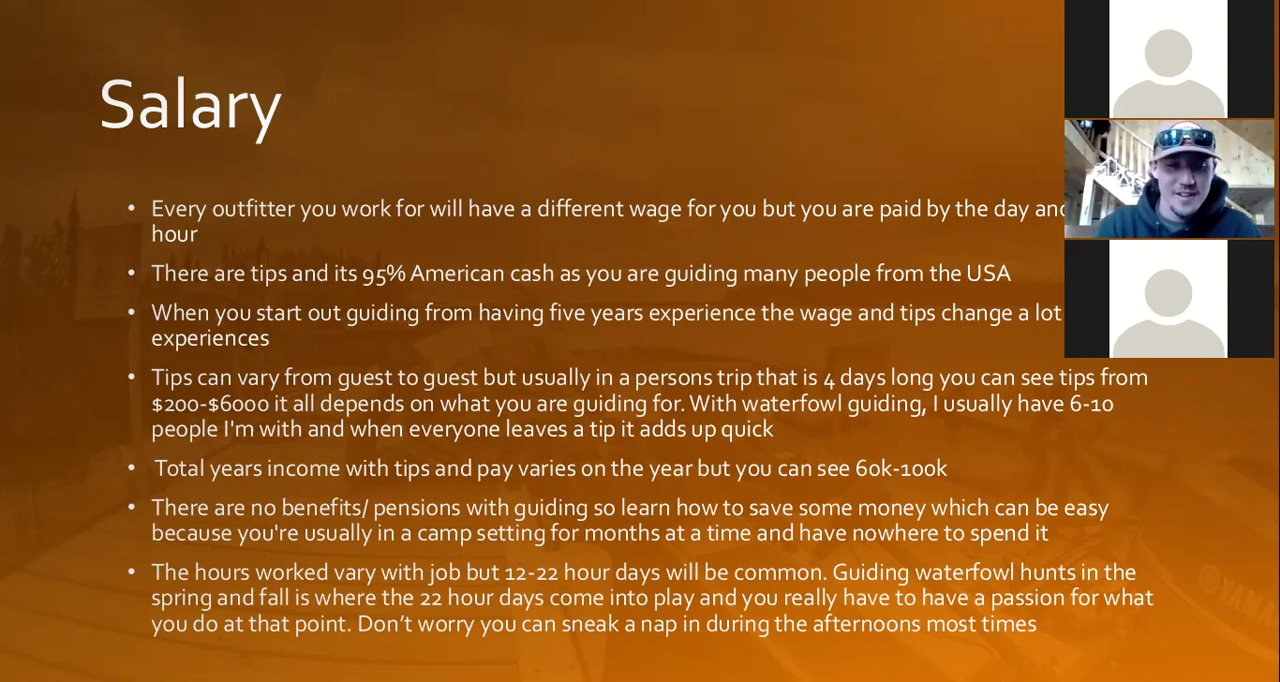 Salary
• Every outfitter you work for will have a different wage for you but you are paid by the day and
hour
• There are tips and its 95% American cash as you are guiding many people from the USA
• When you start out guiding from having five years experience the wage and tips change a lot
experiences
• Tips can vary from guest to guest but usually in a persons trip that is 4 days long you can see tips from
$200-$6000 it all depends on what you are guiding for. With waterfowl guiding, I usually have 6-10
people I'm with and when everyone leaves a tip it adds up quick
• Total years income with tips and pay varies on the year but you can see 60k-100k
• There are no benefits/ pensions with guiding so learn how to save some money which can be easy
because you're usually in a camp setting for months at a time and have nowhere to spend it
• The hours worked vary with job but 12-22 hour days will be common. Guiding waterfowl hunts in the
spring and fall is where the 22 hour days come into play and you really have to have a passion for what
you do at that point. Don’t worry you can sneak a nap in during the afternoons most times